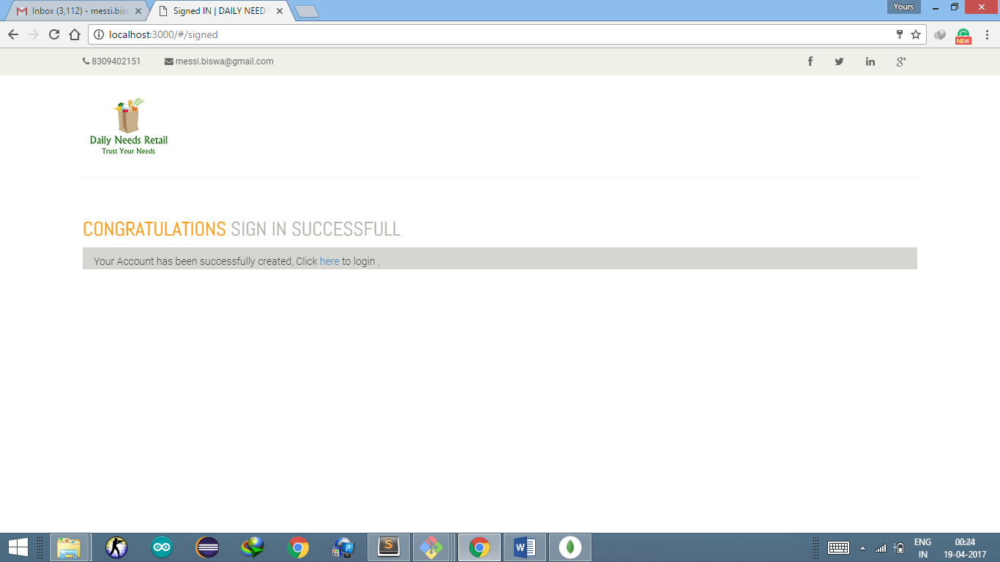 Inbox (3,112) - messi.bis
Signed IN | DAILY NEED
Yours
localhost:3000/#/signed
NEW
8309402151
messi.biswa@gmail.com
Daily Needs Retail
Trust Your Needs
CONGRATULATIONS SIGN IN SUCCESSFULL
Your Account has been successfully created, Click here to login .
ENG
IN
00:24
19-04-2017